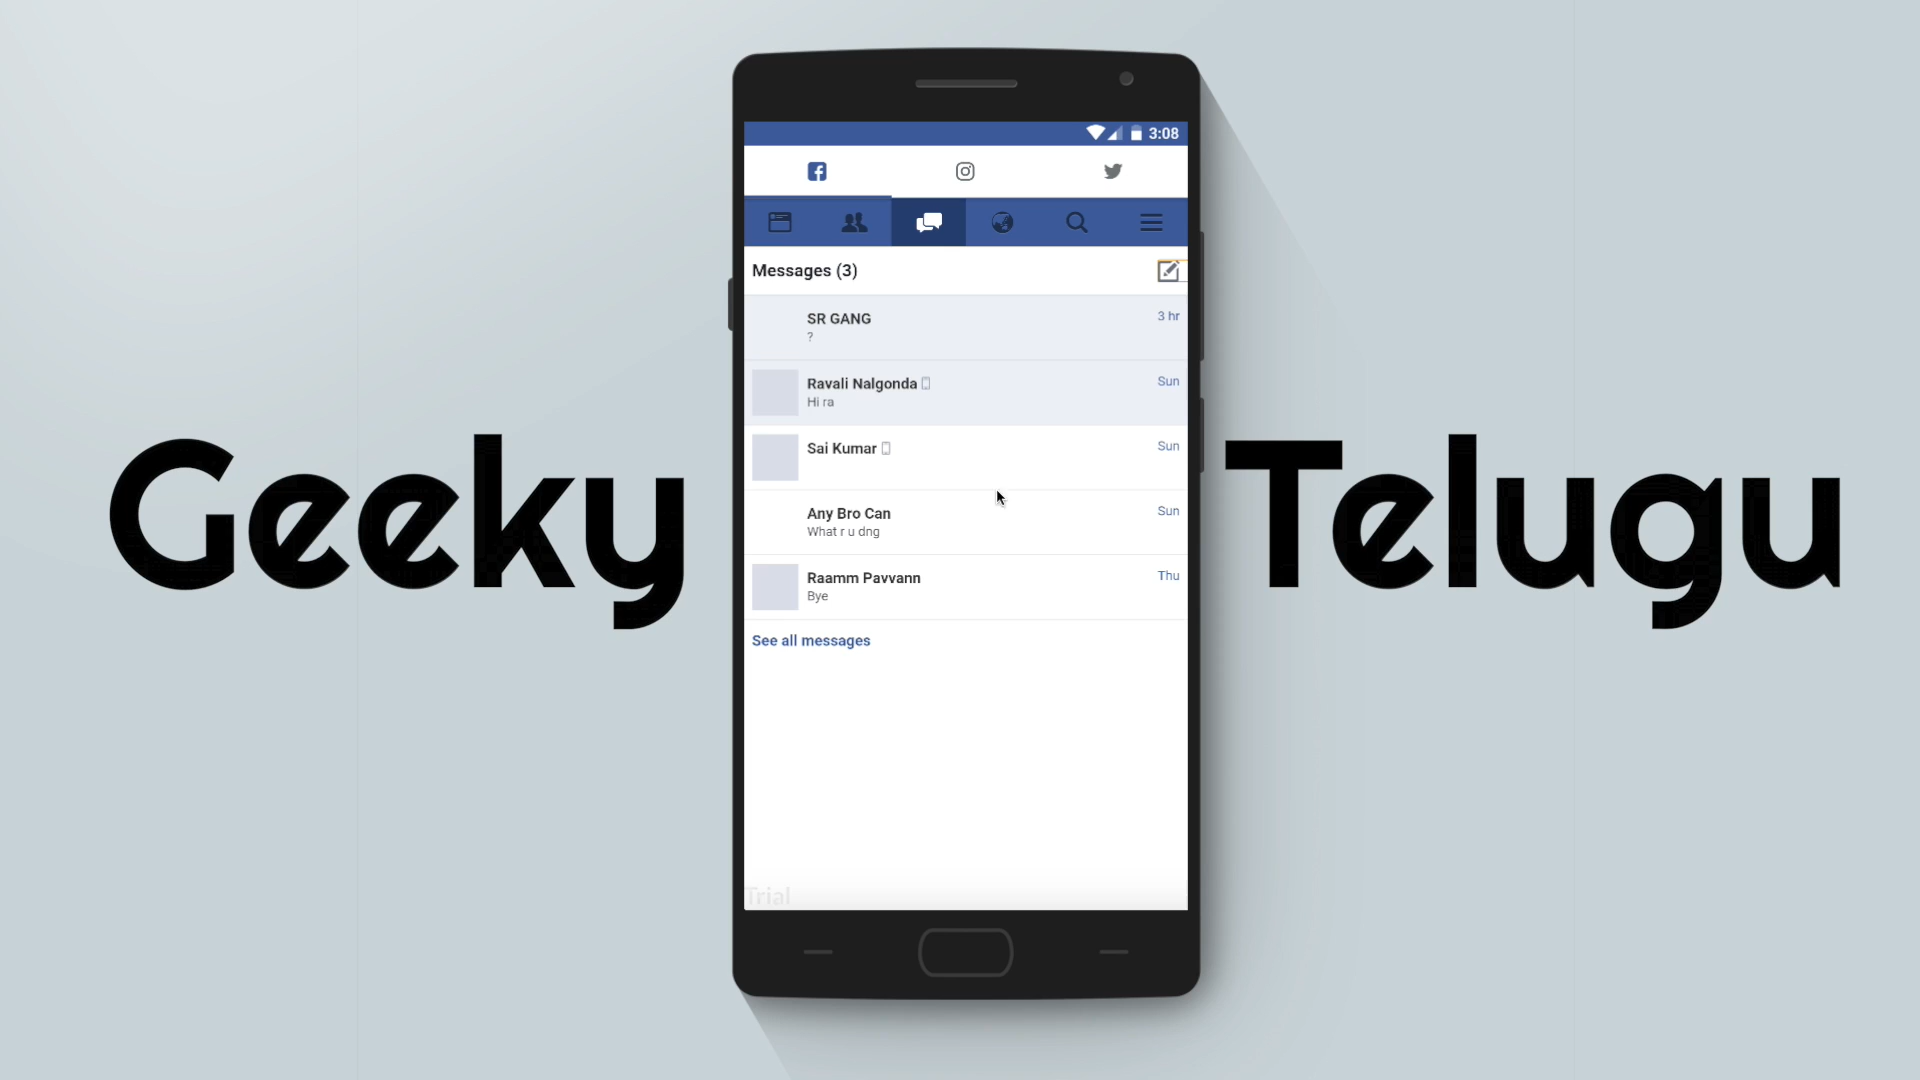 Geeky
Telugu
3:08
Messages (3)
SR GANG
3 hr
?
Ravali Nalgonda
Sun
Hi ra
Sai Kumar
Sun
Any Bro Can
Sun
What r u dng
Raamm Pavvann
Thu
Bye
See all messages
Trial